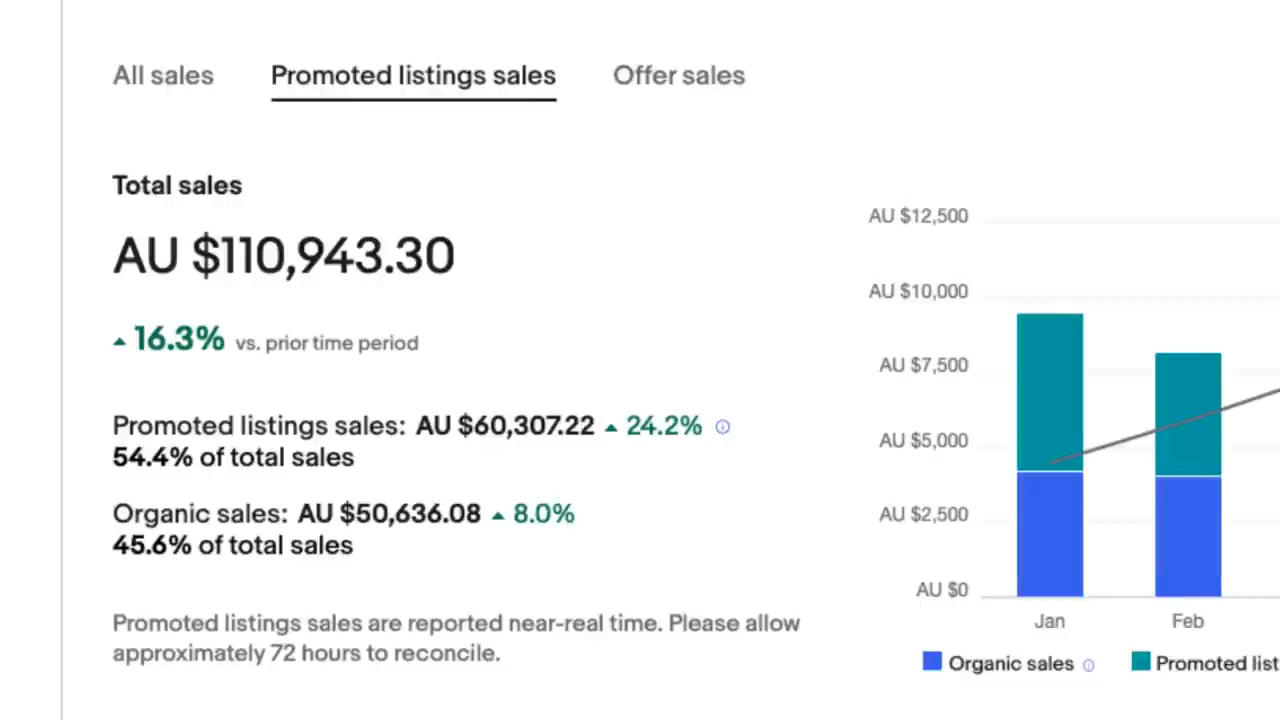 All sales Promoted listings sales Offer sales
Total sales
AU $110,943.30
16.3% vs. prior time period
Promoted listings sales: AU $60,307.22 24.2%
54.4% of total sales
Organic sales: AU $50,636.08 8.0%
45.6% of total sales
Promoted listings sales are reported near-real time. Please allow
approximately 72 hours to reconcile.
AU $12,500
AU $10,000
AU $7,500
AU $5,000
AU $2,500
AU $0
Jan Feb
Organic sales Promoted list